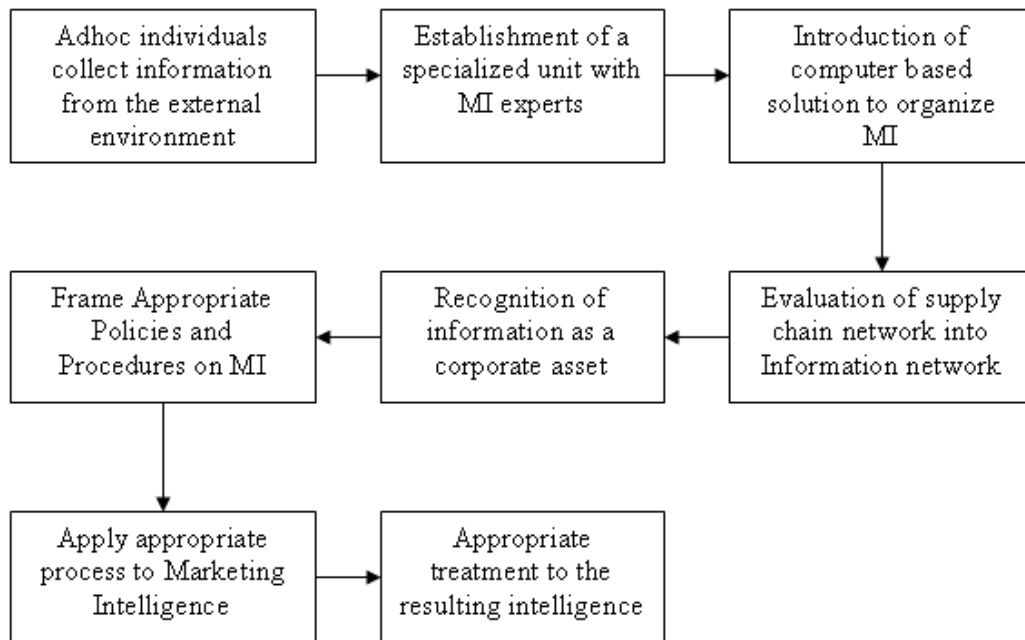 Adhoc individuals
collect information
from the external
environment
Establishment of a
specialized unit with
MI experts
Introduction of
computer based
solution to organize
MI
Evaluation of supply
chain network into
Information network
Recognition of
information as a
corporate asset
Frame Appropriate
Policies and
Procedures on MI
Apply appropriate
process to Marketing
Intelligence
Appropriate
treatment to the
resulting intelligence